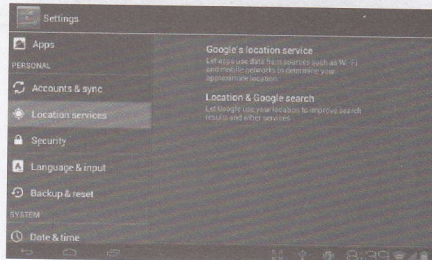 Settings
Apps
PERSONAL
Accounts & sync
Location services
Security
Language & input
Backup & reset
SYSTEM
Date & time
Google's location service
Let apps use data from sources such as Wi-Fi
and mobile networks to determine your
approximate location
Location & Google search
Let Google use your location to improve search
results and other services
8:39